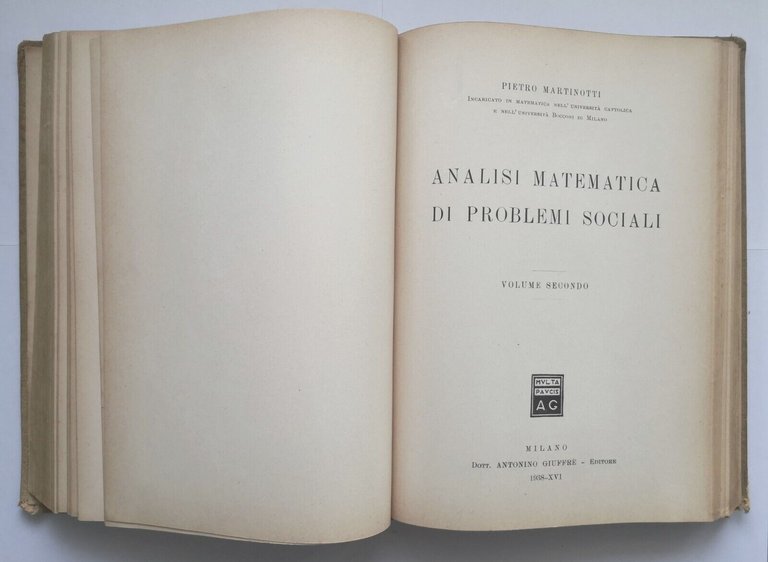 PIETRO MARTINOTTI
INCARICATO IN MATEMATICA NELL'UNIVERSITÀ CATTOLICA
E NELL'UNIVERSITÀ BOCCONI DI MILANO
ANALISI MATEMATICA
DI PROBLEMI SOCIALI
VOLUME SECONDO
MVLTA
PAVCIS
AG
MILANO
DOTT. ANTONINO GIUFFRÈ - EDITORE
1938-XVI